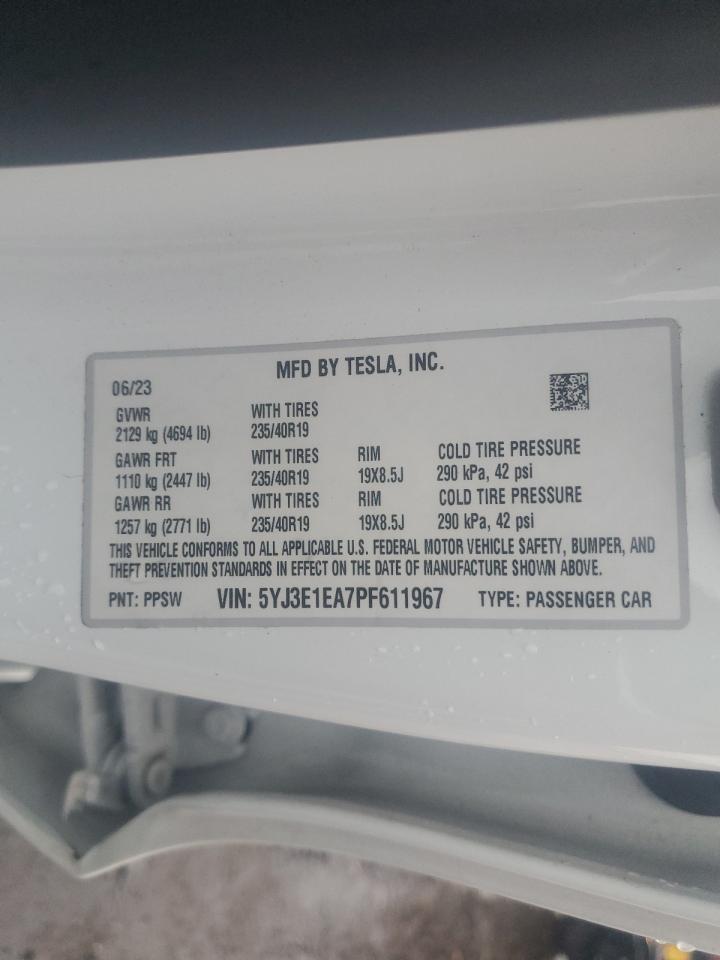 MFD BY TESLA, INC.
06/23
GVWR WITH TIRES
2129 kg (4694 lb) 235/40R19
GAWR FRT WITH TIRES RIM COLD TIRE PRESSURE
1110 kg (2447 lb) 235/40R19 19X8.5J 290 kPa, 42 psi
GAWR RR WITH TIRES RIM COLD TIRE PRESSURE
1257 kg (2771 lb) 235/40R19 19X8.5J 290 kPa, 42 psi
THIS VEHICLE CONFORMS TO ALL APPLICABLE U.S. FEDERAL MOTOR VEHICLE SAFETY, BUMPER, AND
THEFT PREVENTION STANDARDS IN EFFECT ON THE DATE OF MANUFACTURE SHOWN ABOVE.
PNT: PPSW VIN: 5YJ3E1EA7PF611967 TYPE: PASSENGER CAR